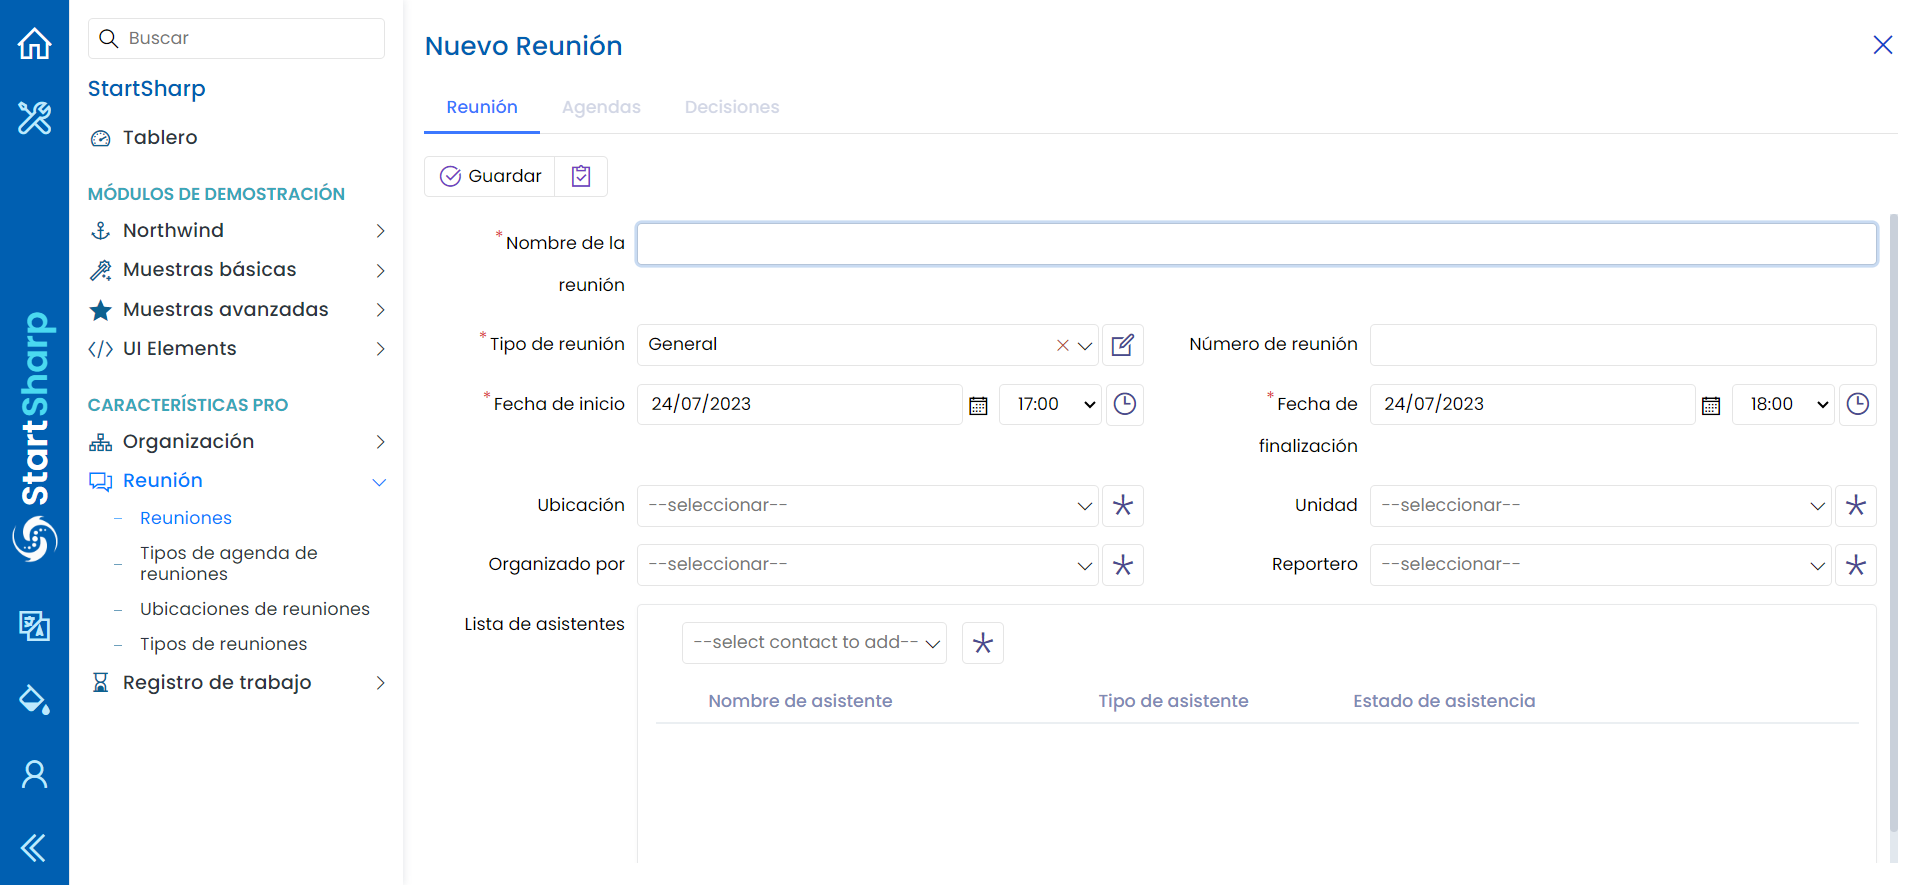 Buscar
StartSharp
Tablero
MÓDULOS DE DEMOSTRACIÓN
Northwind
Muestras básicas
Muestras avanzadas
UI Elements
CARACTERÍSTICAS PRO
Organización
Reunión
Reuniones
Tipos de agenda de
reuniones
Ubicaciones de reuniones
Tipos de reuniones
Registro de trabajo
StartSharp
Nuevo Reunión
Reunión Agendas Decisiones
Guardar
*Nombre de la
reunión
*Tipo de reunión General Número de reunión
*Fecha de inicio 24/07/2023 17:00 *Fecha de 24/07/2023 18:00
finalización
Ubicación --seleccionar-- Unidad --seleccionar--
Organizado por --seleccionar-- Reportero --seleccionar--
Lista de asistentes
--select contact to add--
Nombre de asistente Tipo de asistente Estado de asistencia